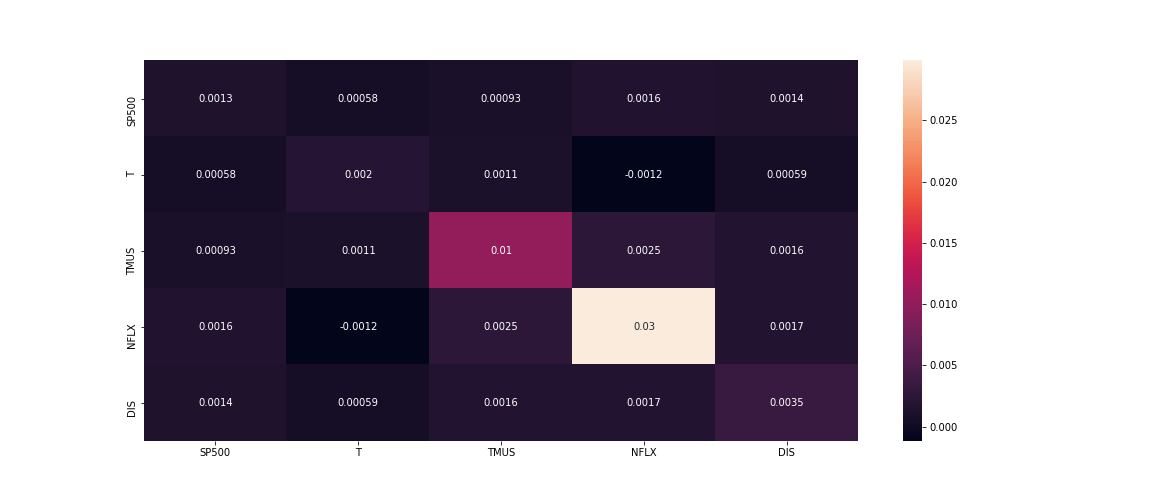 SP500 0.0013 0.00058 0.00093 0.0016 0.0014
T 0.00058 0.002 0.0011 -0.0012 0.00059
TMUS 0.00093 0.0011 0.01 0.0025 0.0016
NFLX 0.0016 -0.0012 0.0025 0.03 0.0017
DIS 0.0014 0.00059 0.0016 0.0017 0.0035
SP500 T TMUS NFLX DIS
0.025
0.020
0.015
0.010
0.005
0.000